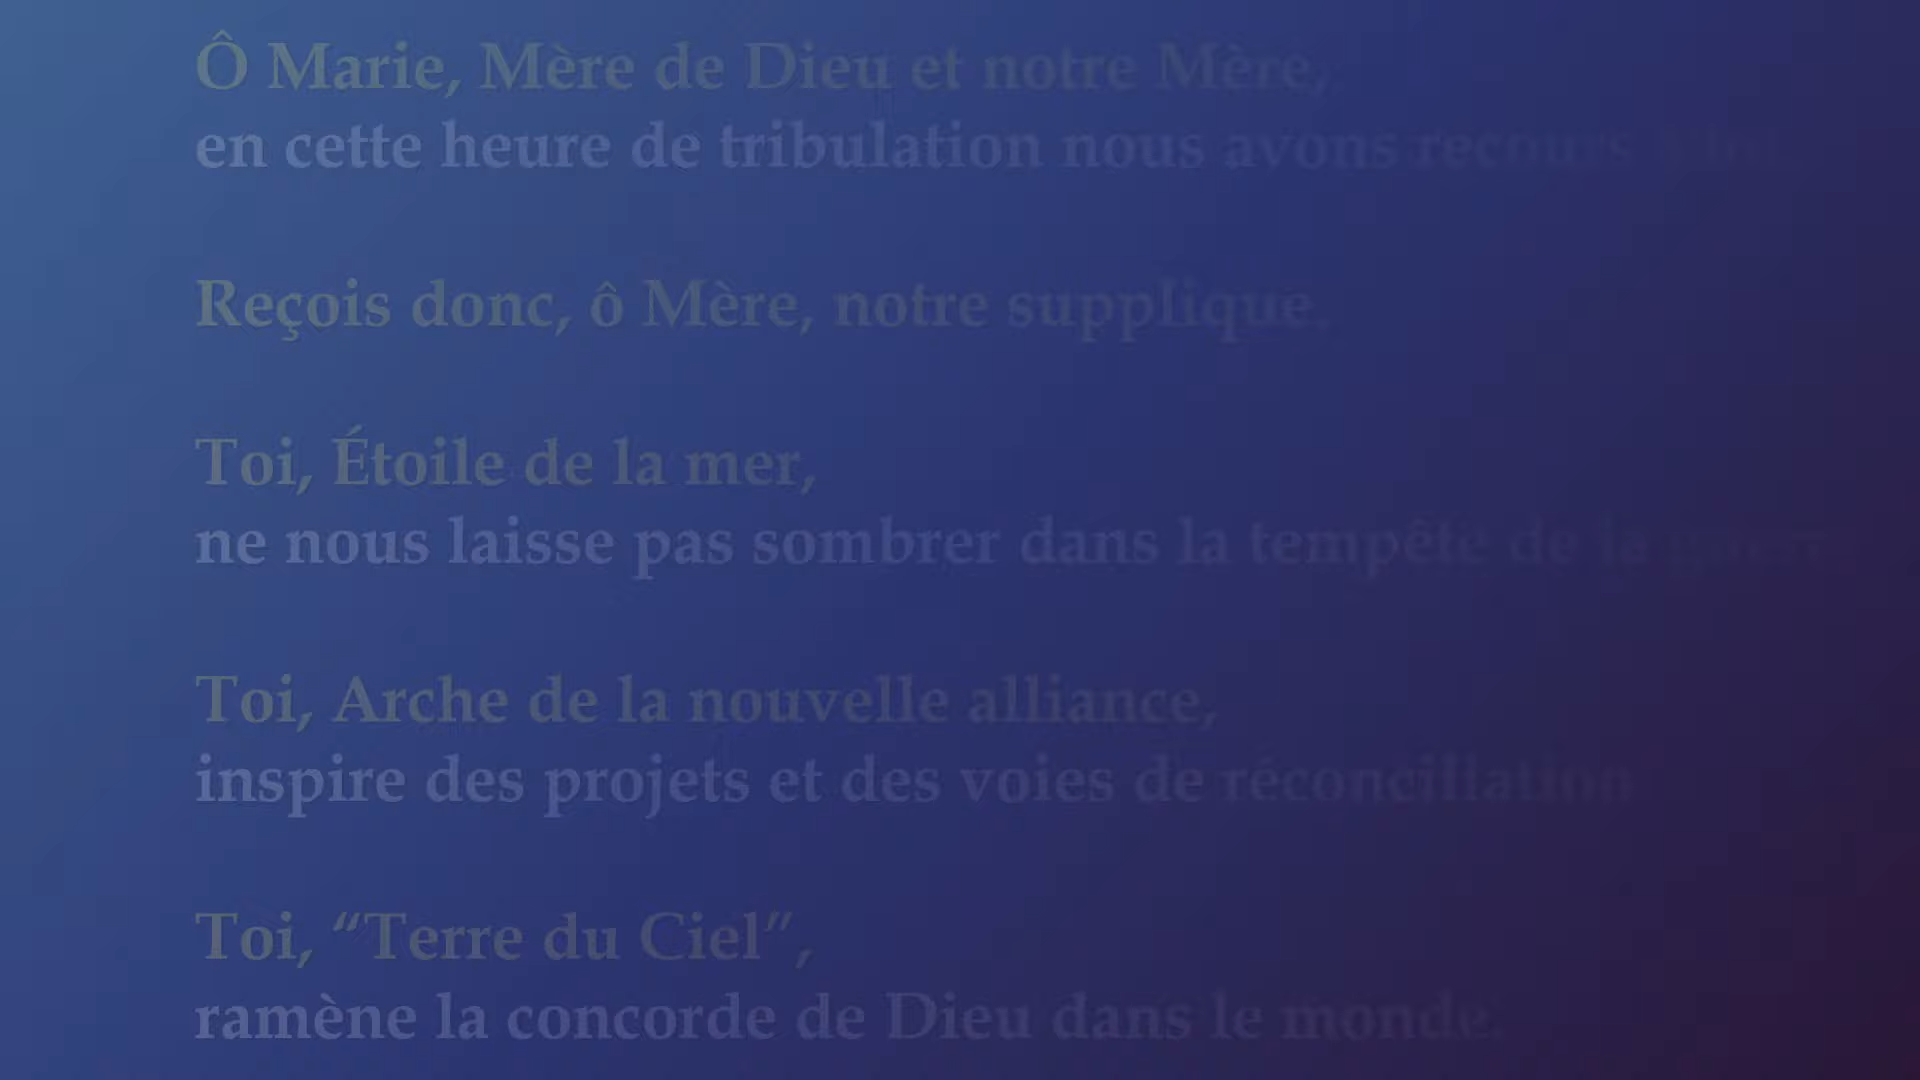 Ô Marie, Mère de Dieu et notre Mère,
en cette heure de tribulation nous avons recours à toi.
Reçois donc, ô Mère, notre supplique.
Toi, Étoile de la mer,
ne nous laisse pas sombrer dans la tempête de la
Toi, Arche de la nouvelle alliance,
inspire des projets et des voies de réconciliation
Toi, “Terre du Ciel”,
ramène la concorde de Dieu dans le monde.